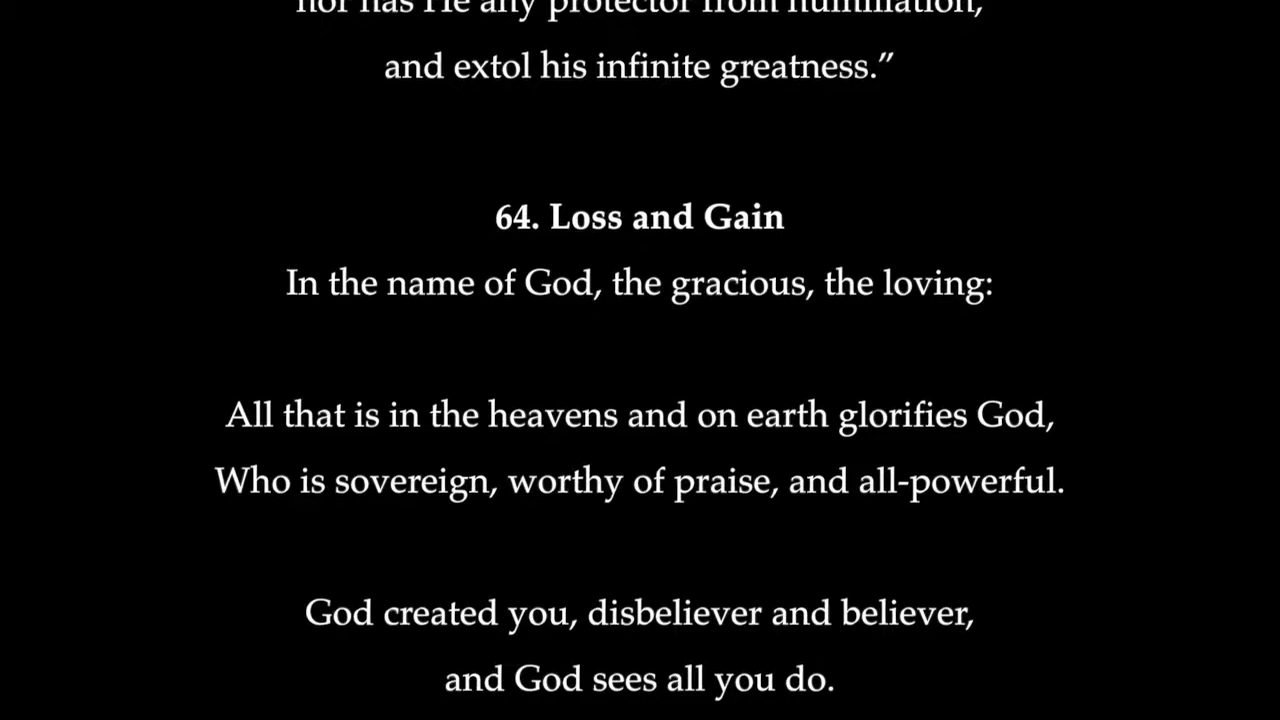 nor has He any protector from humiliation,
and extol his infinite greatness.”
64. Loss and Gain
In the name of God, the gracious, the loving:
All that is in the heavens and on earth glorifies God,
Who is sovereign, worthy of praise, and all-powerful.
God created you, disbeliever and believer,
and God sees all you do.